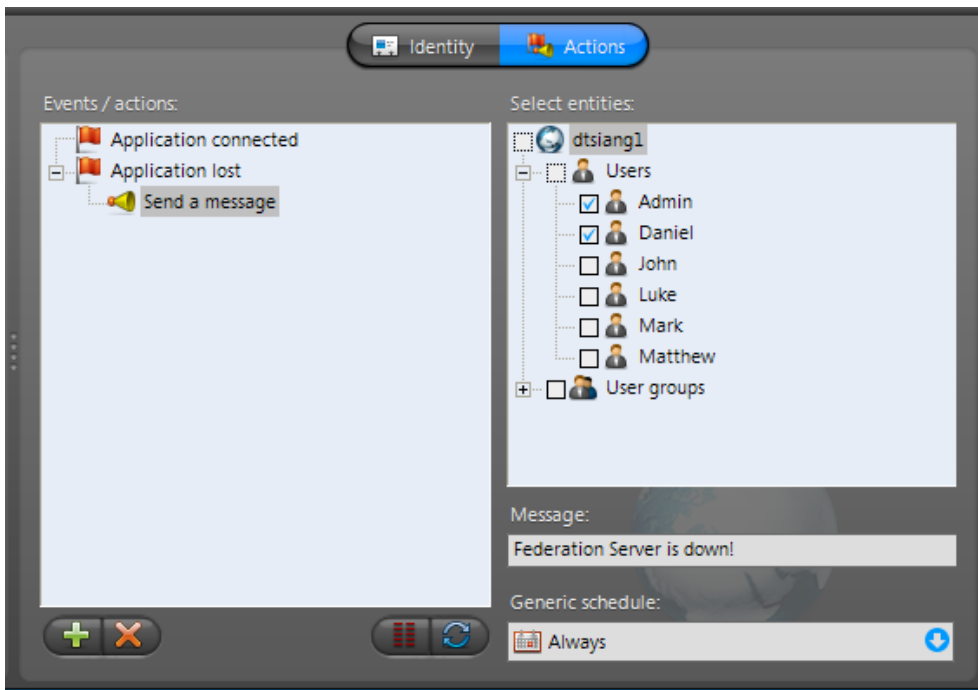 Identity
Actions
Events / actions:
Application connected
Application lost
Send a message
Select entities:
dtsiang1
Users
Admin
Daniel
John
Luke
Mark
Matthew
User groups
Message:
Federation Server is down!
Generic schedule:
Always